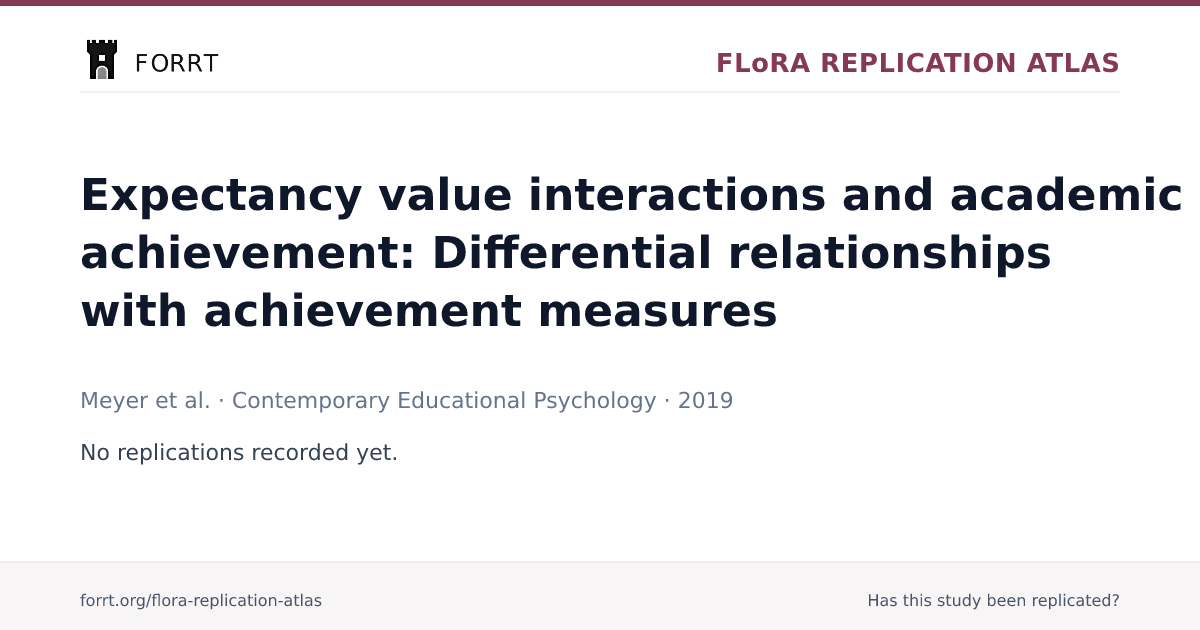 FORRT
FLoRA REPLICATION ATLAS
Expectancy value interactions and academic
achievement: Differential relationships
with achievement measures
Meyer et al. · Contemporary Educational Psychology · 2019
No replications recorded yet.
forrt.org/flora-replication-atlas
Has this study been replicated?